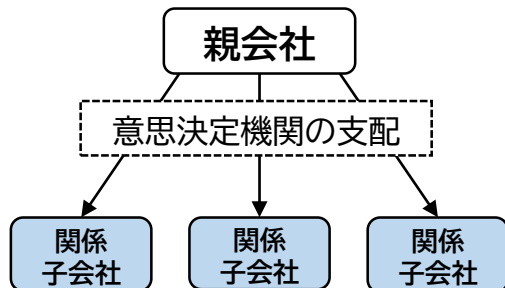 親会社
意思決定機関の支配
関係
子会社
関係
子会社
関係
子会社